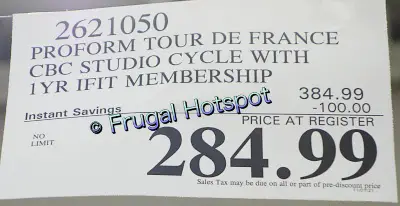 2621050
PROFORM TOUR DE FRANCE
CBC STUDIO CYCLE WITH
1YR IFIT MEMBERSHIP
384.99
Instant Savings -100.00
© Frugal Hotspot
PRICE AT REGISTER
NO
LIMIT
284.99
Sales Tax may be due on all or part of pre-discount price